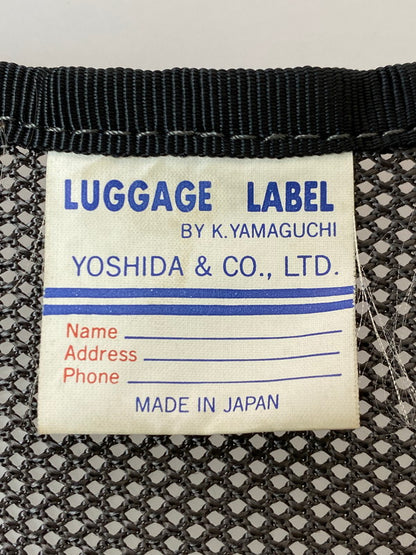 LUGGAGE LABEL
BY K.YAMAGUCHI
YOSHIDA & CO., LTD.
Name
Address
Phone
MADE IN JAPAN